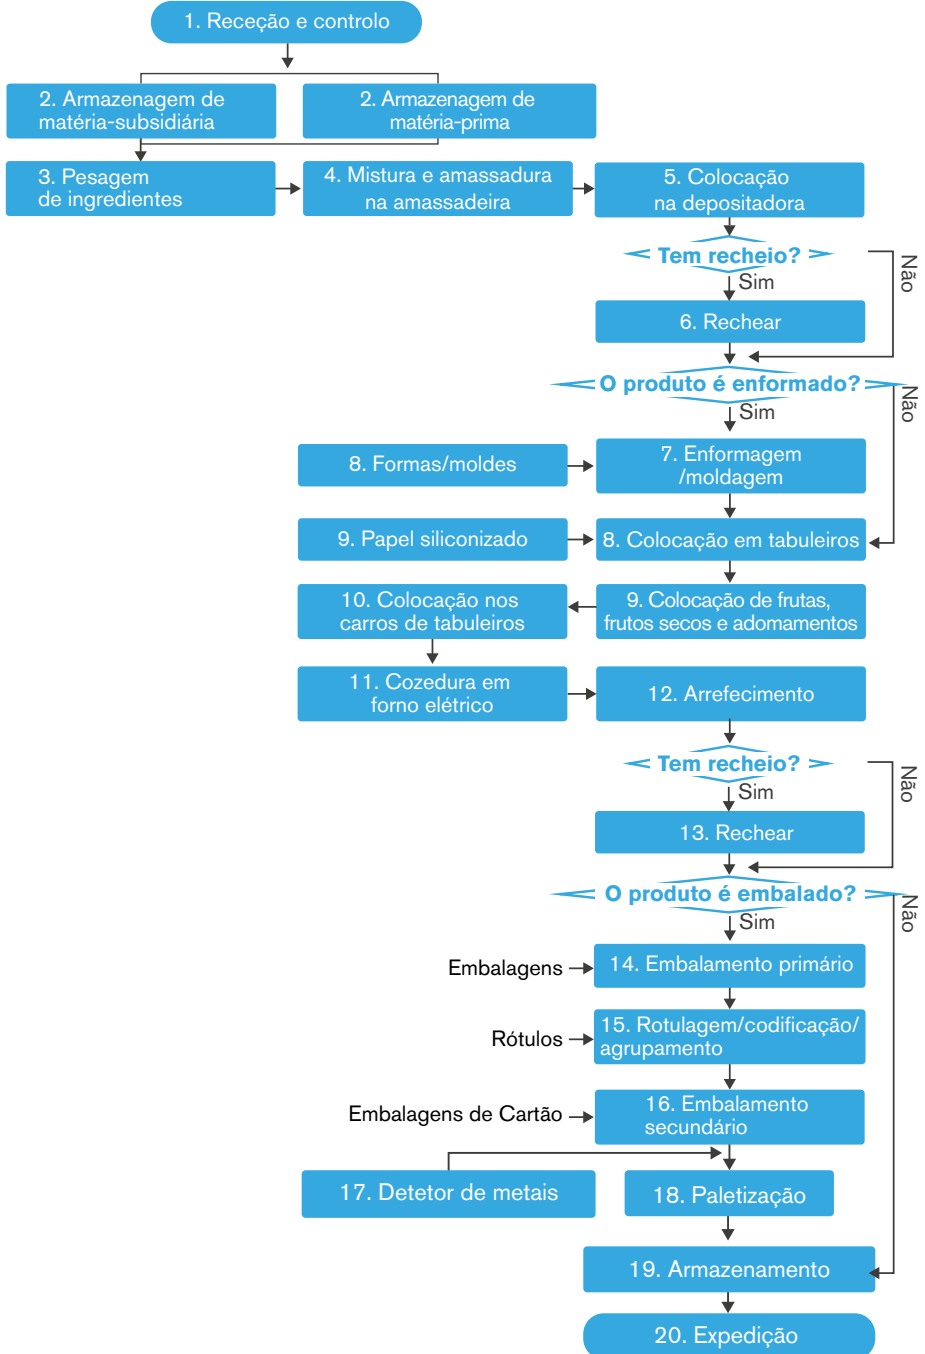 1. Receção e controlo
2. Armazenagem de
matéria-subsidiária
2. Armazenagem de
matéria-prima
3. Pesagem
de ingredientes
4. Mistura e amassadura
na amassadeira
5. Colocação
na depositadora
Tem recheio?
Não
Sim
6. Rechear
O produto é enformado?
Não
Sim
8. Formas/moldes
7. Enformagem
/moldagem
9. Papel siliconizado
8. Colocação em tabuleiros
10. Colocação nos
carros de tabuleiros
9. Colocação de frutas,
frutos secos e adomamentos
11. Cozedura em
forno elétrico
12. Arrefecimento
Tem recheio?
Não
Sim
13. Rechear
O produto é embalado?
Não
Sim
Embalagens
14. Embalamento primário
Rótulos
15. Rotulagem/codificação/
agrupamento
Embalagens de Cartão
16. Embalamento
secundário
17. Detetor de metais
18. Paletização
19. Armazenamento
20. Expedição